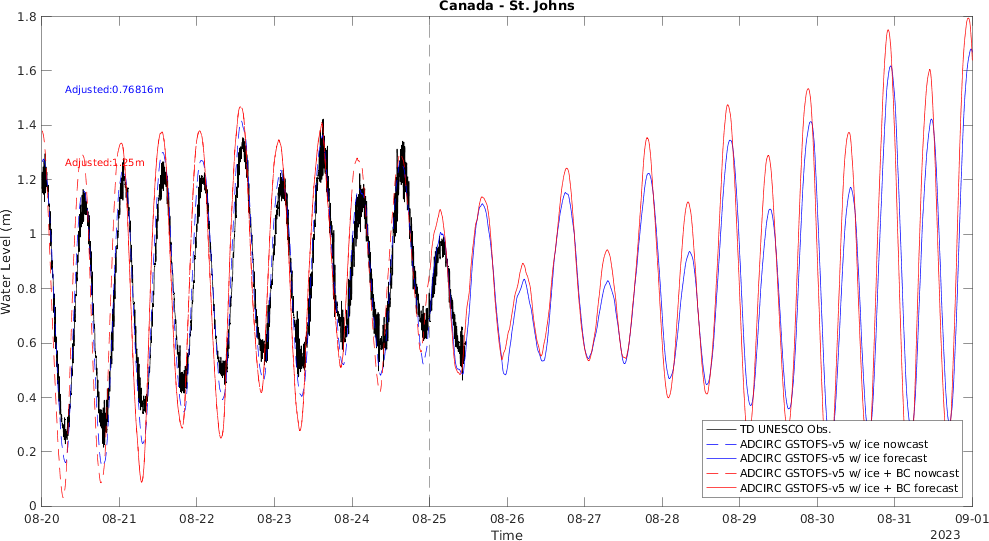 Canada - St. Johns
Water Level (m)
1.8
1.6
1.4
1.2
1
0.8
0.6
0.4
0.2
0
Adjusted:0.76816m
Adjusted:1.25m
TD UNESCO Obs.
ADCIRC GSTOFS-v5 w/ ice nowcast
ADCIRC GSTOFS-v5 w/ ice forecast
ADCIRC GSTOFS-v5 w/ ice + BC nowcast
ADCIRC GSTOFS-v5 w/ ice + BC forecast
08-20 08-21 08-22 08-23 08-24 08-25 08-26 08-27 08-28 08-29 08-30 08-31 09-01
Time
2023